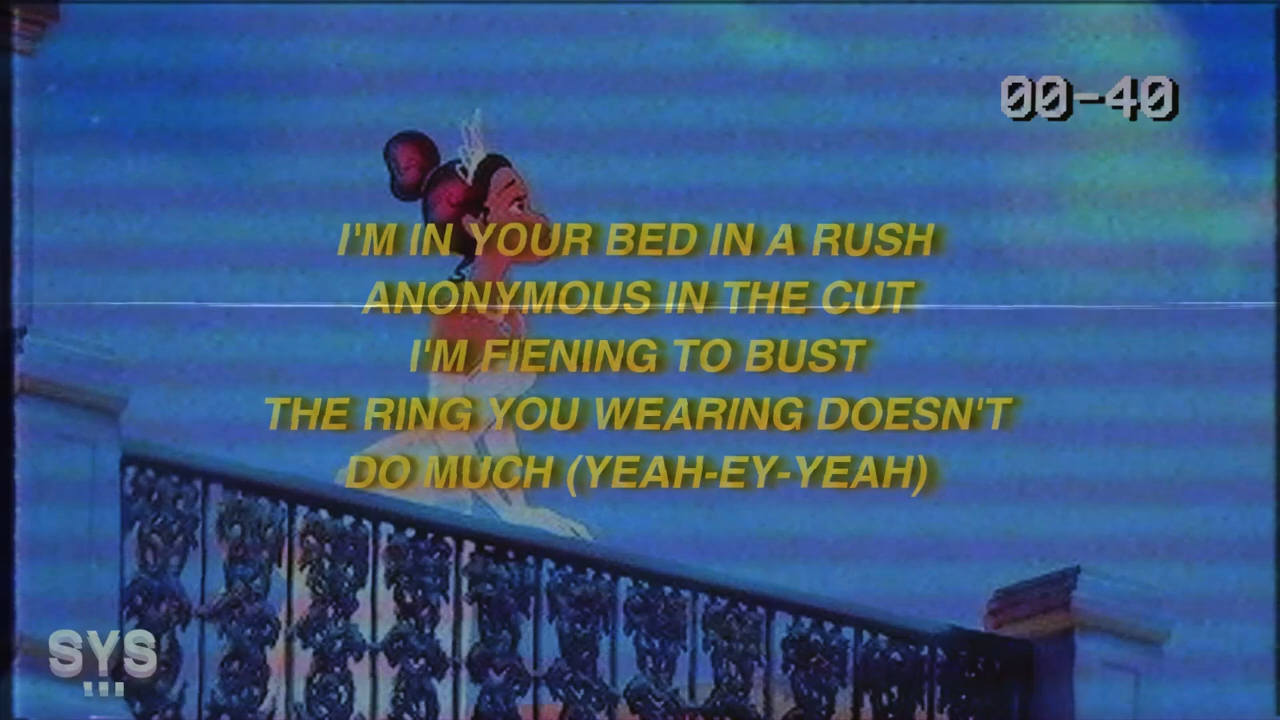 00-40
I'M IN YOUR BED IN A RUSH
ANONYMOUS IN THE CUT
I'M FIENING TO BUST
THE RING YOU WEARING DOESN'T
DO MUCH (YEAH-EY-YEAH)
SYS